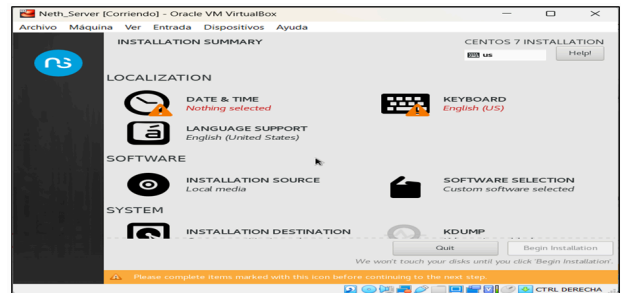 Neth_Server [Corriendo] - Oracle VM VirtualBox
Archivo Máquina Ver Entrada Dispositivos Ayuda
INSTALLATION SUMMARY
CENTOS 7 INSTALLATION
us
Help!
ns
LOCALIZATION
DATE & TIME
Nothing selected
KEYBOARD
English (US)
LANGUAGE SUPPORT
English (United States)
SOFTWARE
INSTALLATION SOURCE
Local media
SOFTWARE SELECTION
Custom software selected
SYSTEM
INSTALLATION DESTINATION
KDUMP
Quit
Begin Installation
We won't touch your disks until you click 'Begin Installation'.
Please complete items marked with this icon before continuing to the next step.
CTRL DERECHA